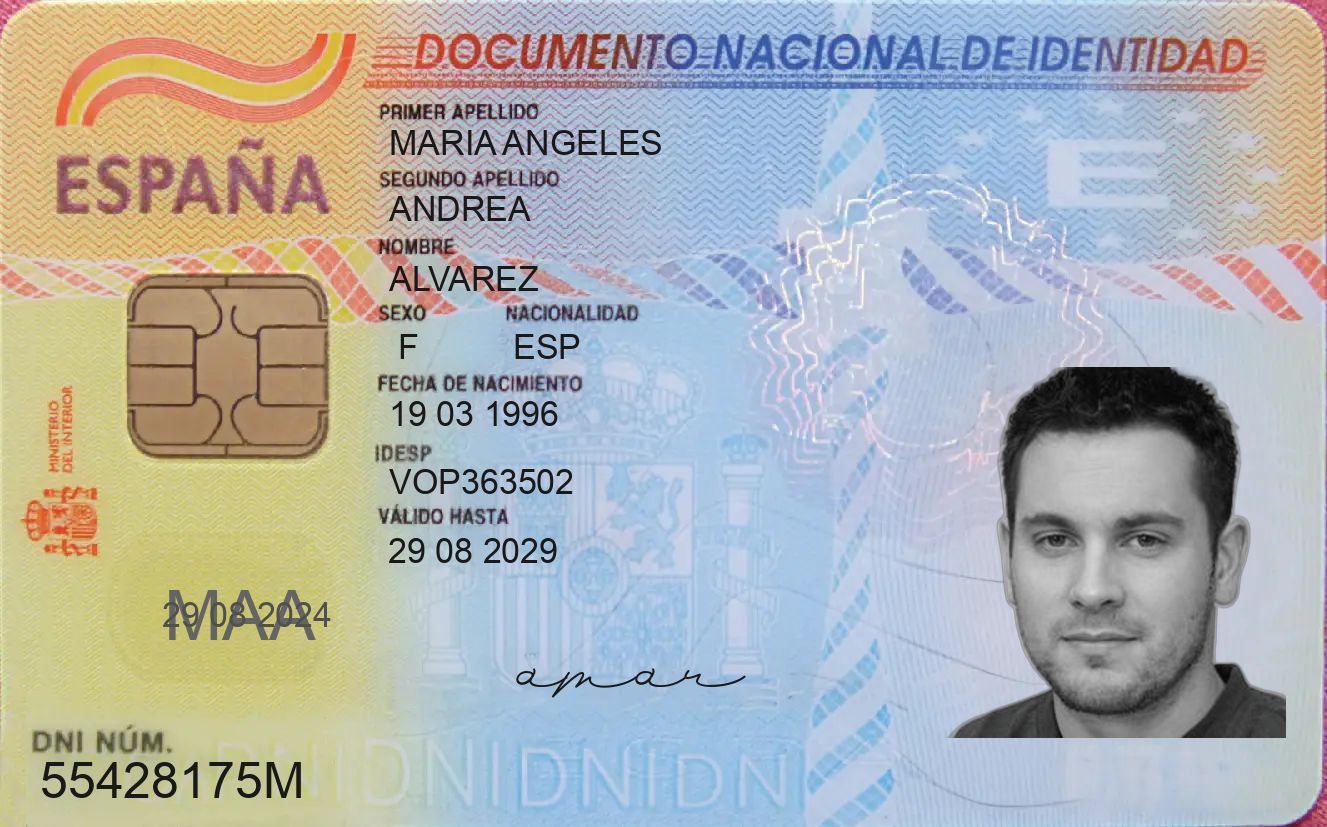 DOCUMENTO NACIONAL DE IDENTIDAD
ESPAÑA
PRIMER APELLIDO
MARIA ANGELES
SEGUNDO APELLIDO
ANDREA
NOMBRE
ALVAREZ
SEXO NACIONALIDAD
F ESP
FECHA DE NACIMIENTO
19 03 1996
IDESP
VOP363502
VÁLIDO HASTA
29 08 2029
MINISTERIO
DEL INTERIOR
E
MAA
29 08 2024
amar
DNI NÚM.
55428175M
DNIDNIDNIDNI